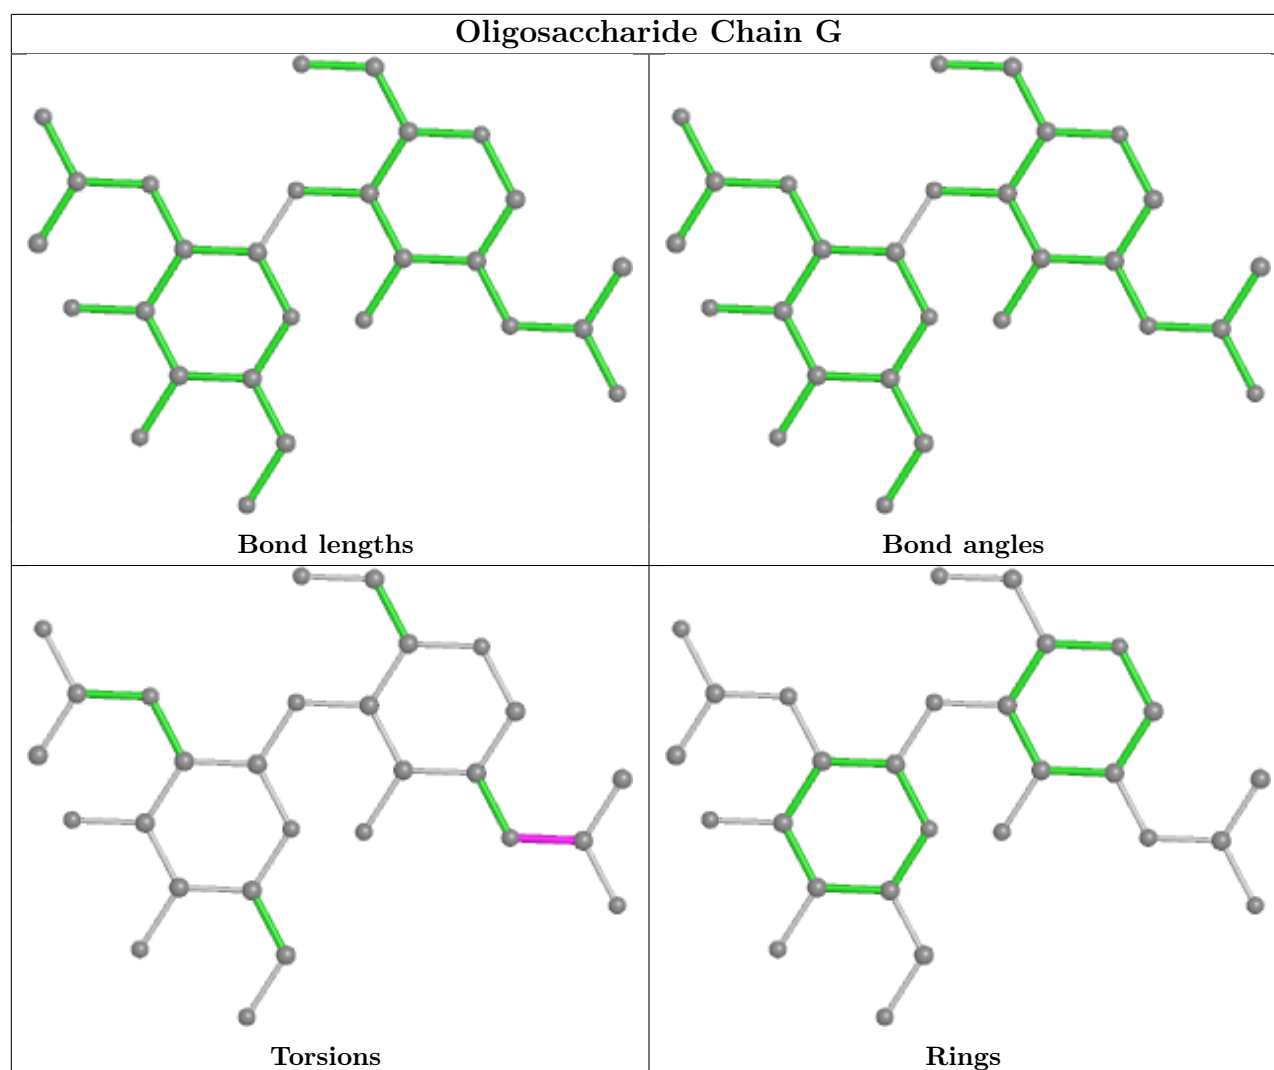 Oligosaccharide Chain G
Bond lengths
Bond angles
Torsions
Rings